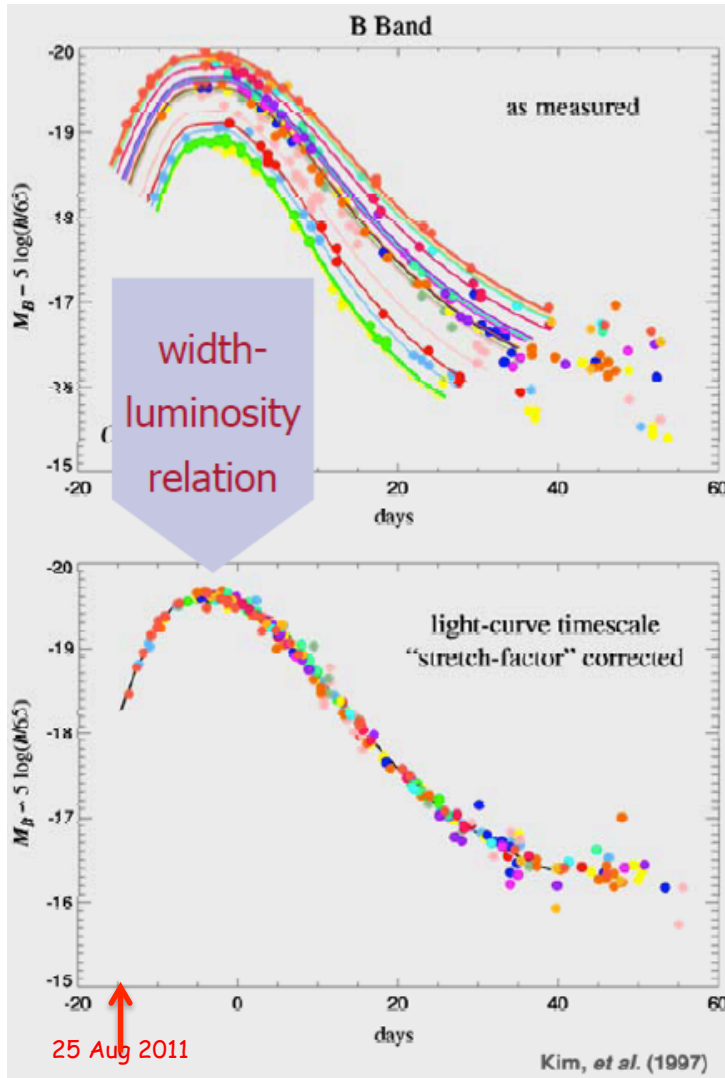 B Band
-20
as measured
-19
-18
M_B – 5 log(h/65)
-17
width-
luminosity
relation
-15
-20
0
20
40
60
days
-20
light-curve timescale
"stretch-factor" corrected
-19
-18
M_B – 5 log(h/65)
-17
-16
-15
-20
0
20
40
60
days
25 Aug 2011
Kim, et al. (1997)